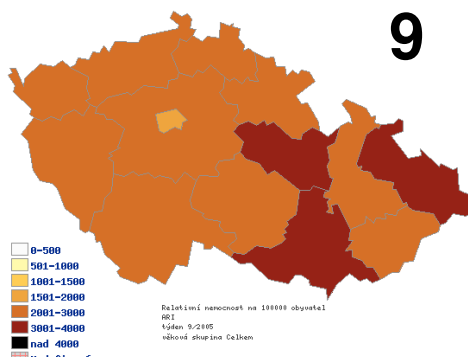 9
0-500
501-1000
1001-1500
1501-2000
2001-3000
3001-4000
nad 4000
Relativní nemocnost na 100000 obyvatel
ARI
týden 9/2005
věková skupina Celkem